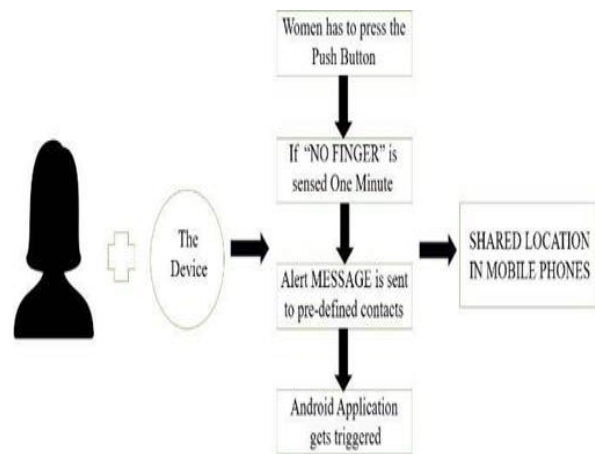 Women has to press the
Push Button
If "NO FINGER" is
sensed One Minute
The
Device
Alert MESSAGE is sent
to pre-defined contacts
SHARED LOCATION
IN MOBILE PHONES
Android Application
gets triggered